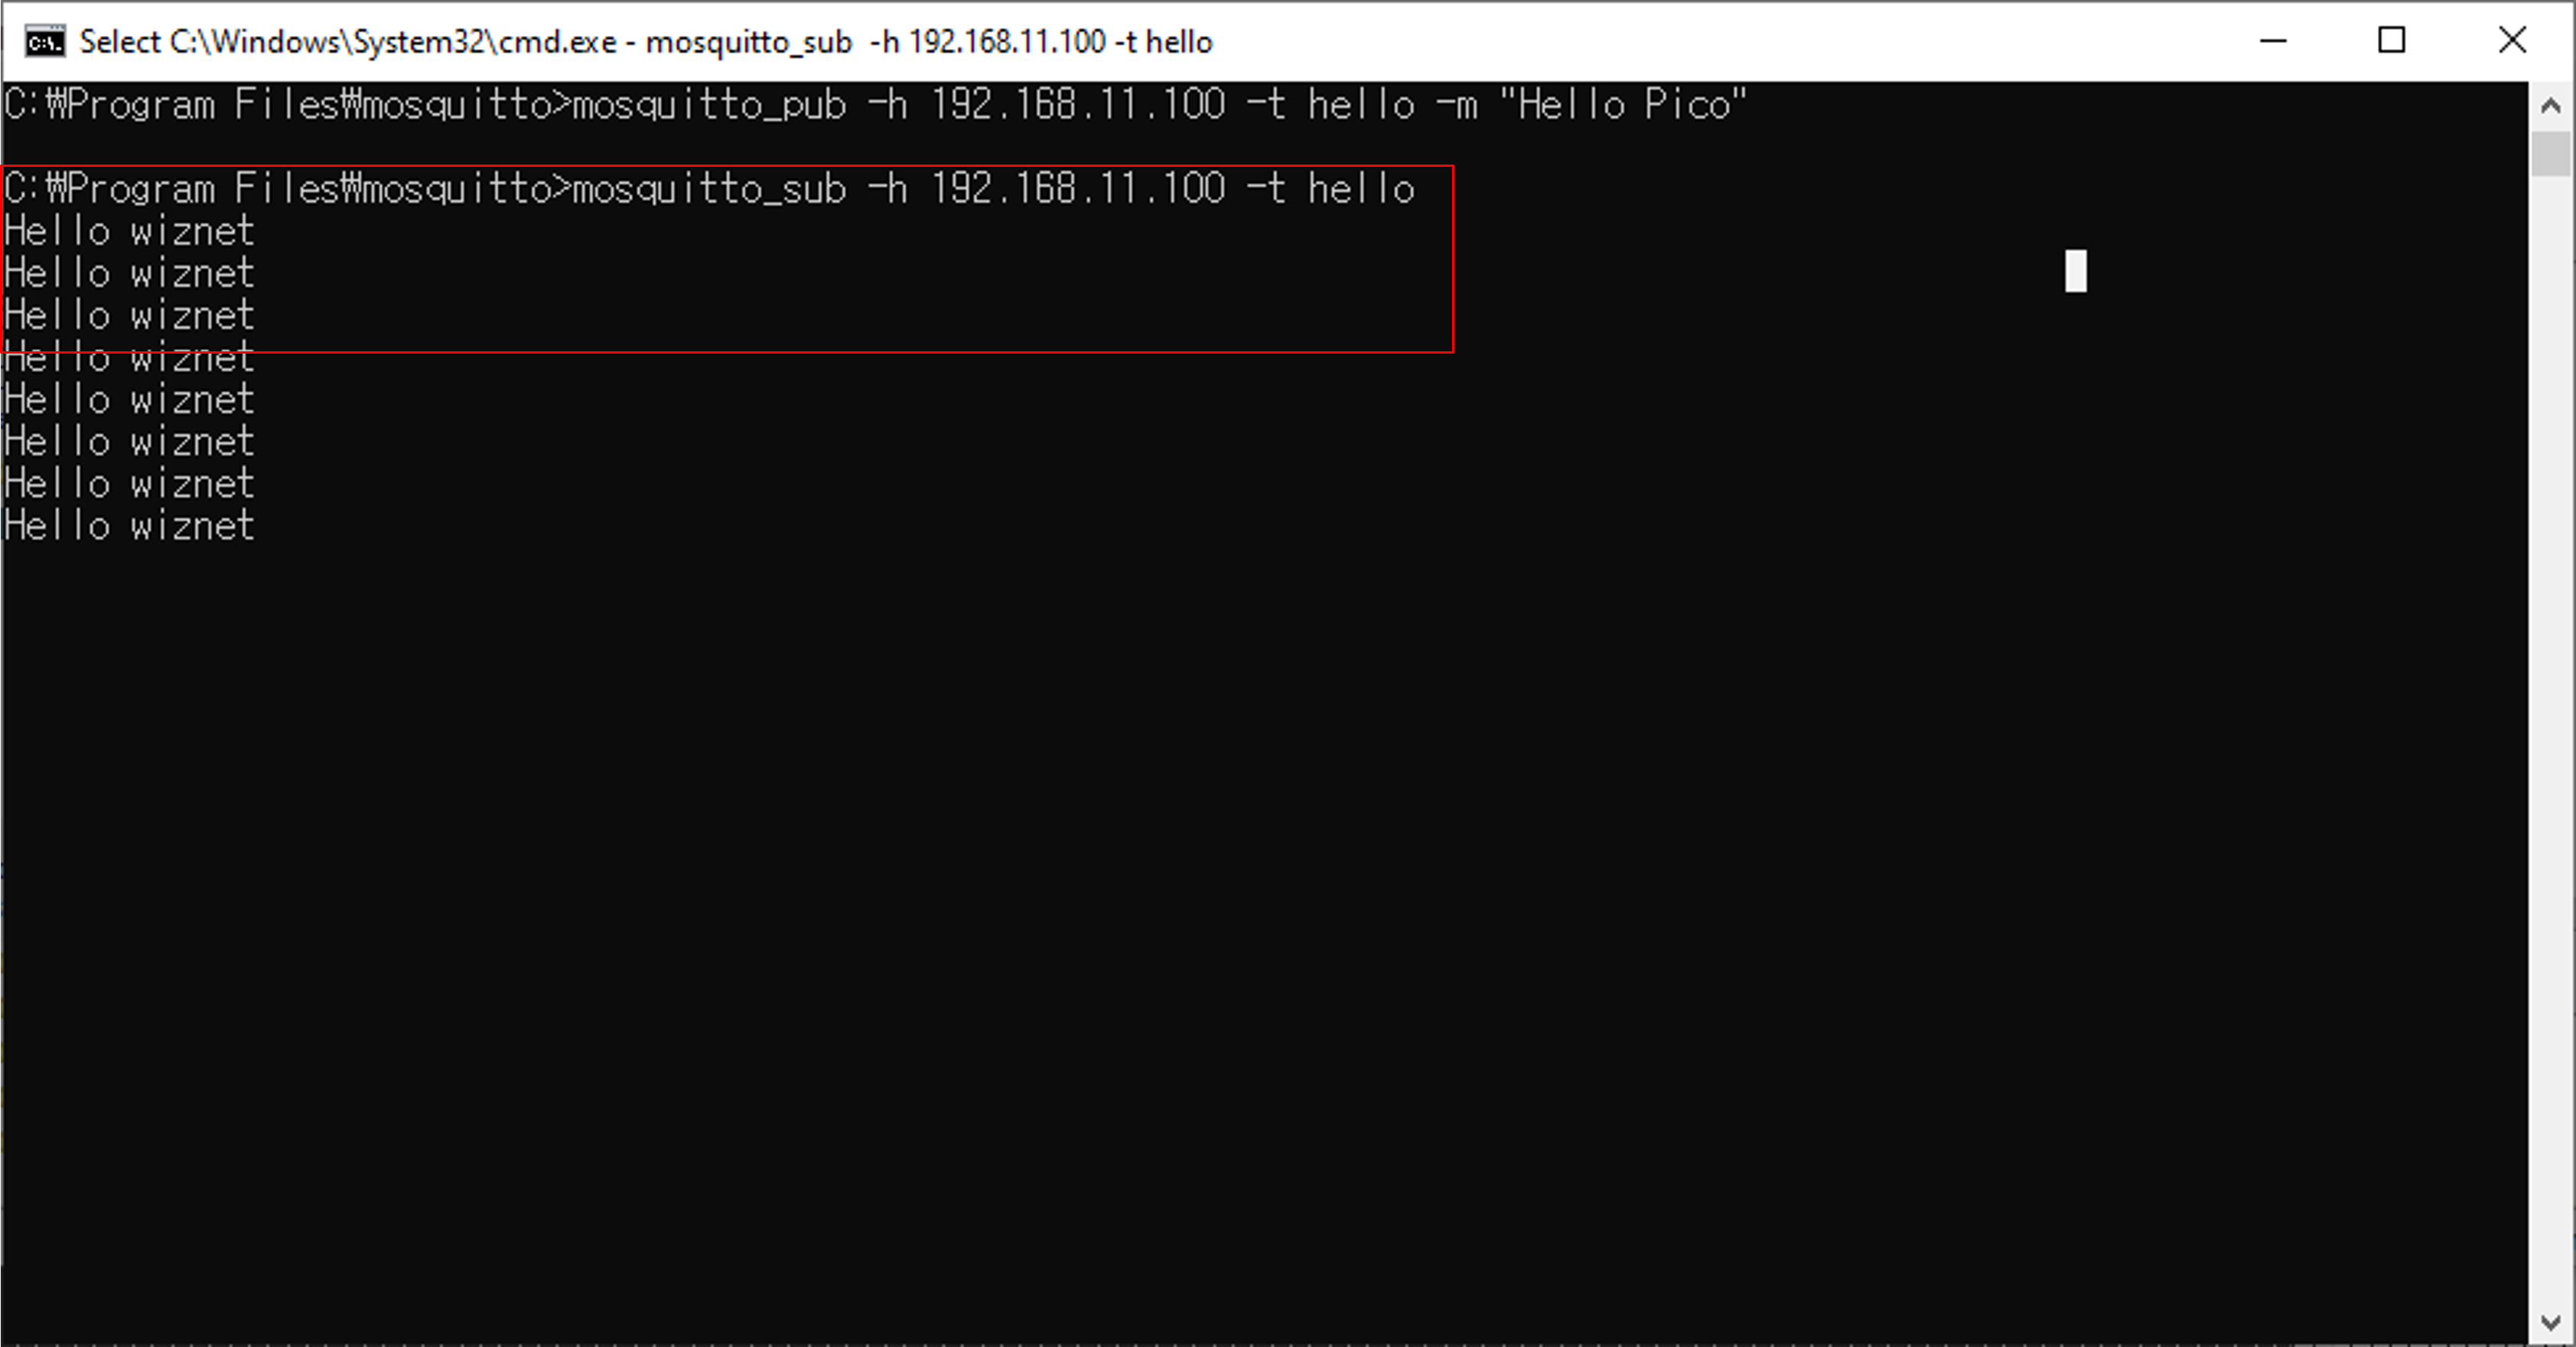 Select C:\Windows\System32\cmd.exe - mosquitto_sub  -h 192.168.11.100 -t hello
C:₩Program Files₩mosquitto>mosquitto_pub -h 192.168.11.100 -t hello -m "Hello Pico"
C:₩Program Files₩mosquitto>mosquitto_sub -h 192.168.11.100 -t hello
Hello wiznet
Hello wiznet
Hello wiznet
Hello wiznet
Hello wiznet
Hello wiznet
Hello wiznet
Hello wiznet